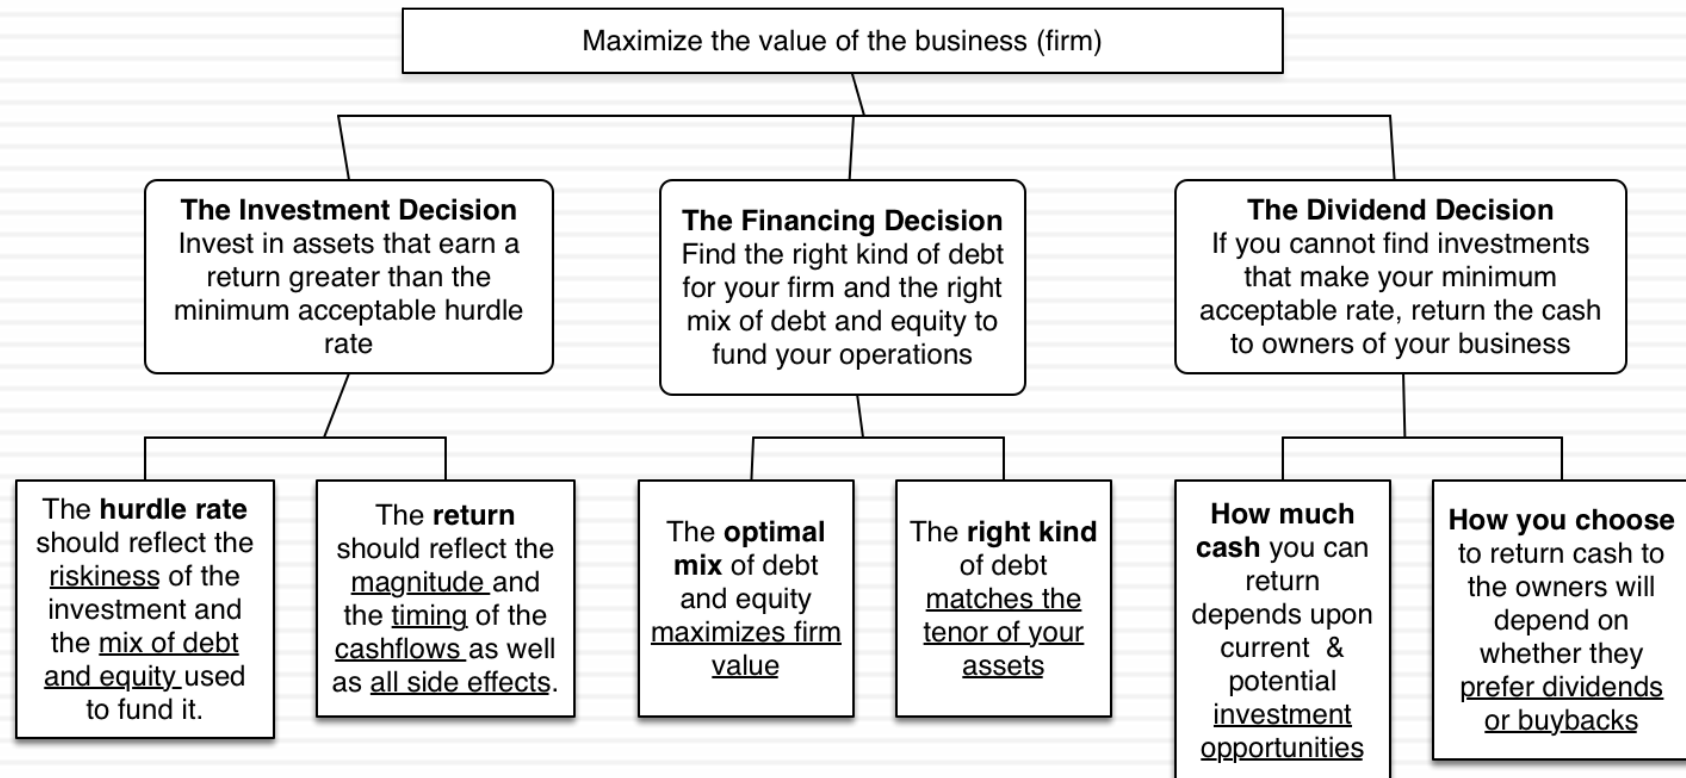 Maximize the value of the business (firm)
The Investment Decision
Invest in assets that earn a
return greater than the
minimum acceptable hurdle
rate
The Financing Decision
Find the right kind of debt
for your firm and the right
mix of debt and equity to
fund your operations
The Dividend Decision
If you cannot find investments
that make your minimum
acceptable rate, return the cash
to owners of your business
The hurdle rate
should reflect the
riskiness of the
investment and
the mix of debt
and equity used
to fund it.
The return
should reflect the
magnitude and
the timing of the
cashflows as well
as all side effects.
The optimal
mix of debt
and equity
maximizes firm
value
The right kind
of debt
matches the
tenor of your
assets
How much
cash you can
return
depends upon
current &
potential
investment
opportunities
How you choose
to return cash to
the owners will
depend on
whether they
prefer dividends
or buybacks